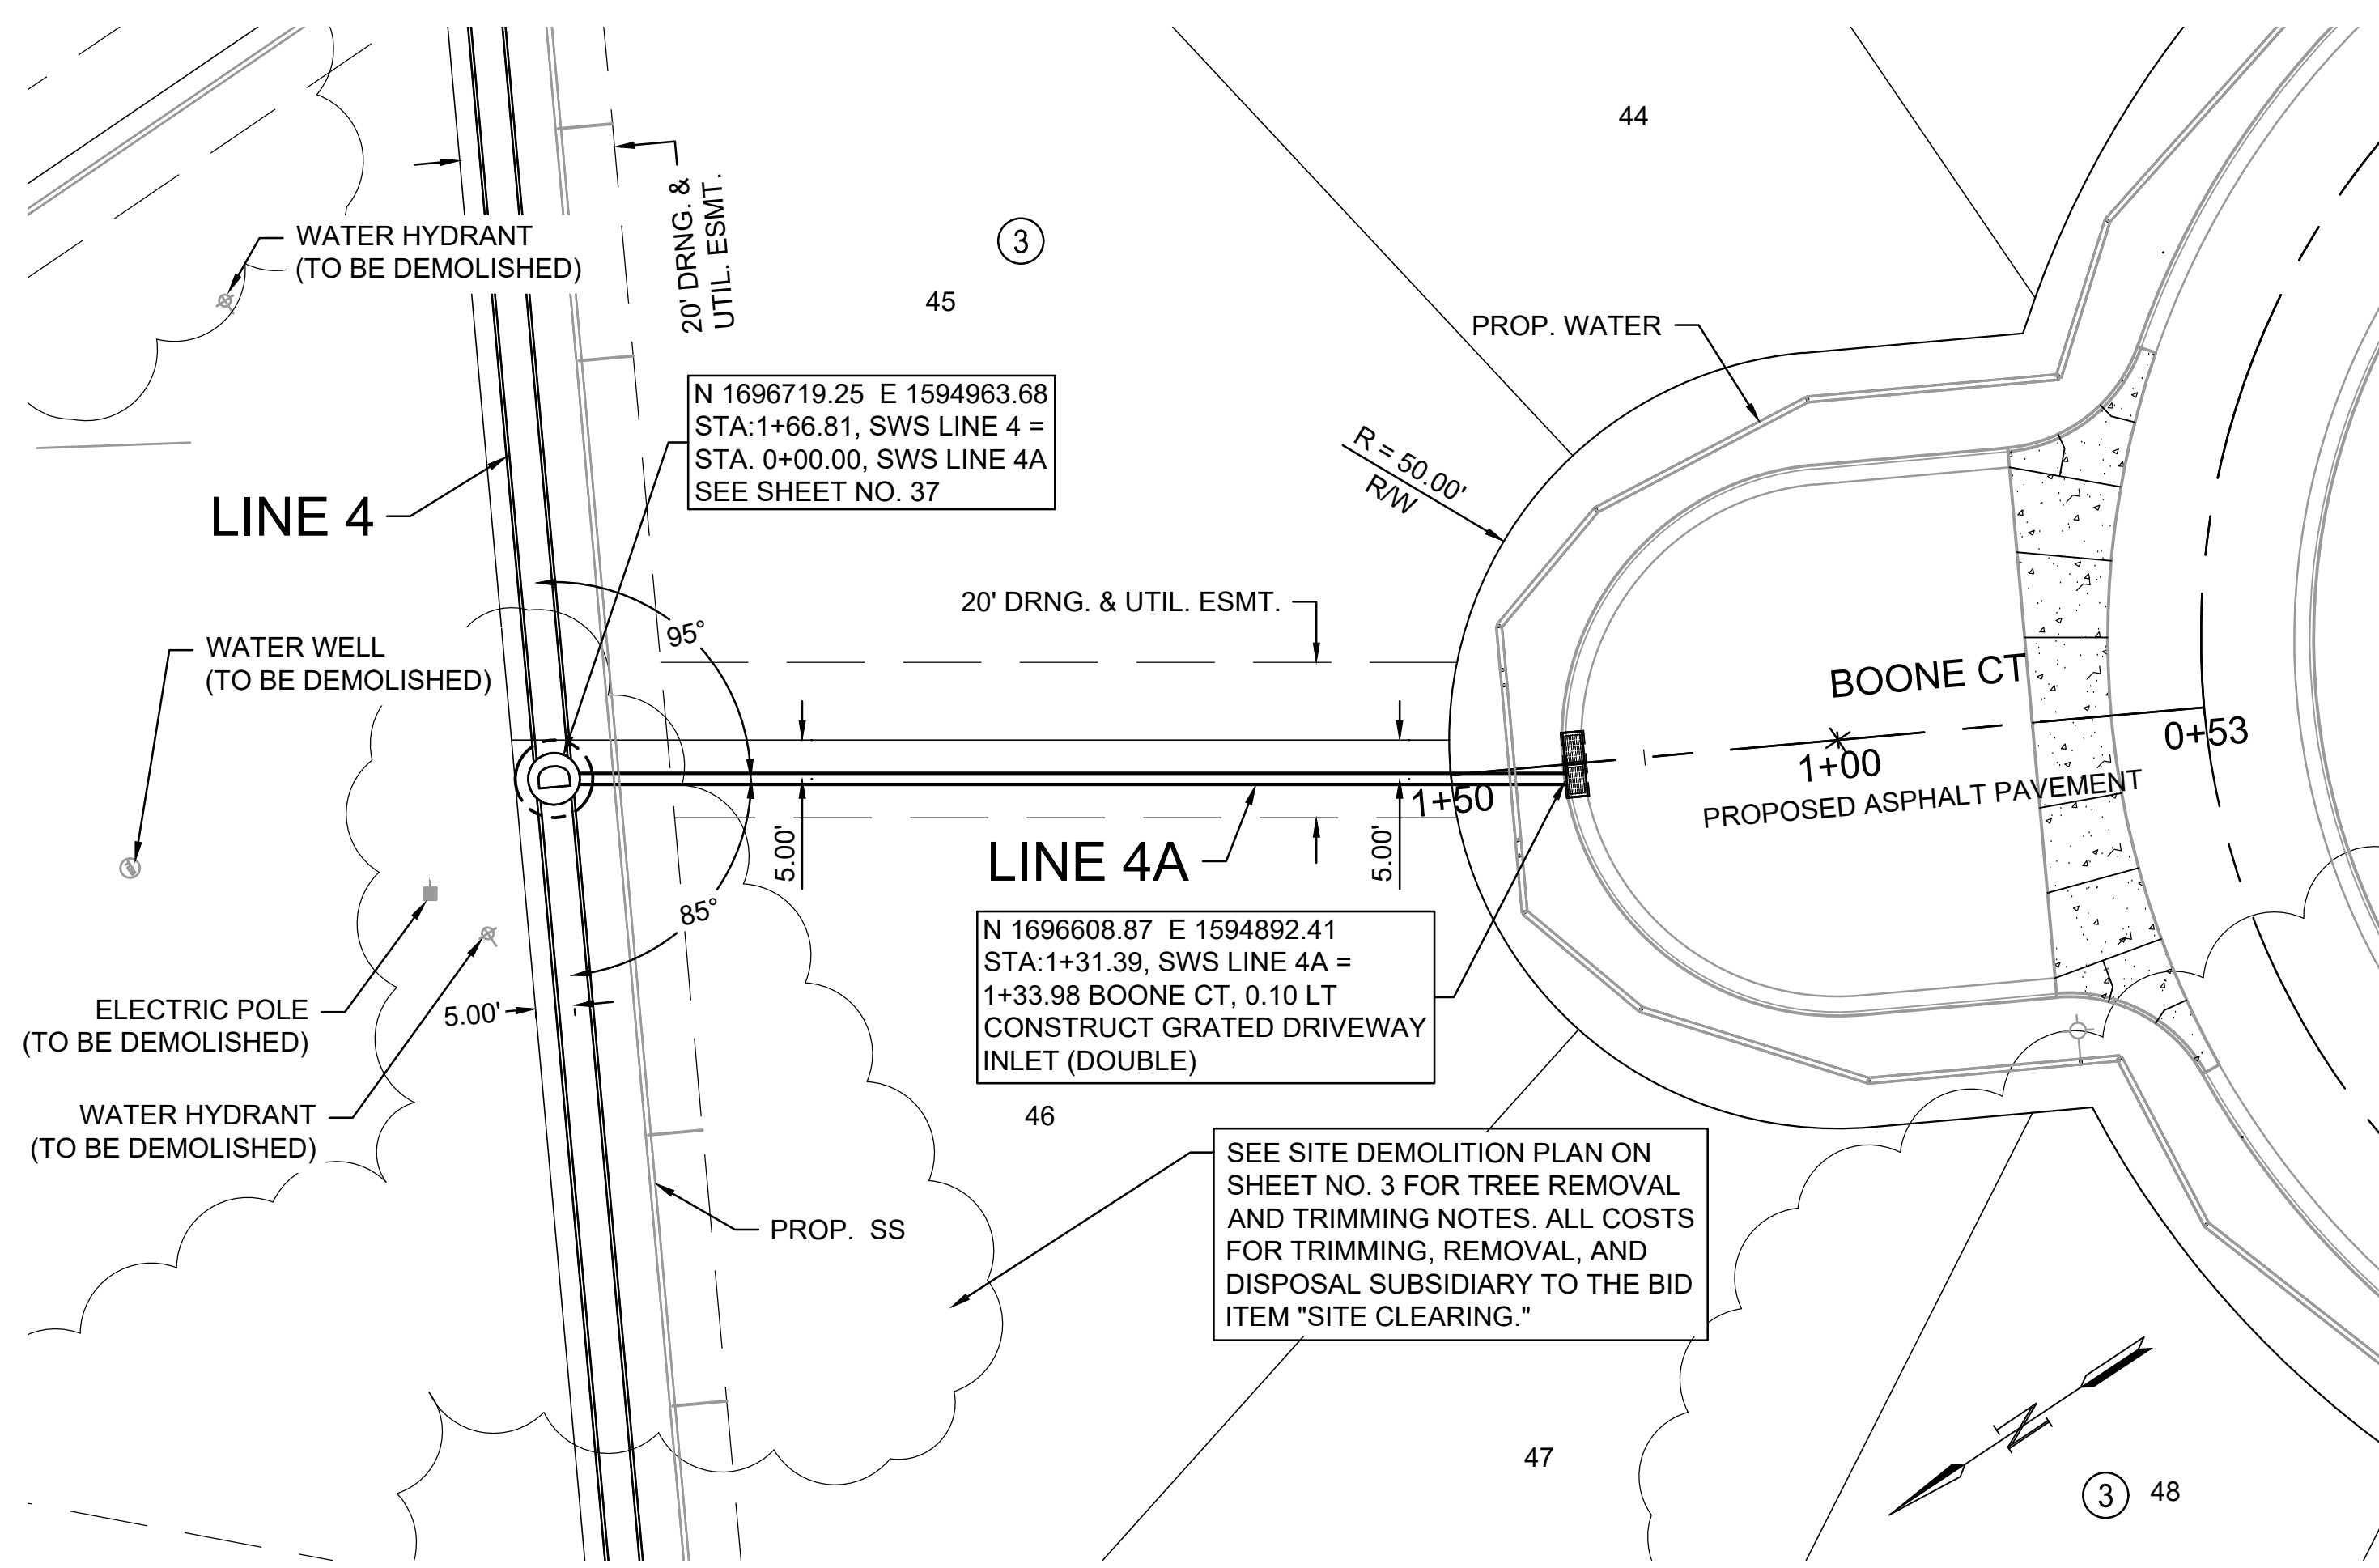 44
WATER HYDRANT
(TO BE DEMOLISHED)
20' DRNG. &
UTIL. ESMT.
3
45
PROP. WATER
N 1696719.25  E 1594963.68
STA:1+66.81, SWS LINE 4 =
STA. 0+00.00, SWS LINE 4A
SEE SHEET NO. 37
R = 50.00'
R/W
LINE 4
20' DRNG. & UTIL. ESMT.
95°
WATER WELL
(TO BE DEMOLISHED)
BOONE CT
0+53
1+00
PROPOSED ASPHALT PAVEMENT
1+50
5.00'
5.00'
LINE 4A
85°
N 1696608.87  E 1594892.41
STA:1+31.39, SWS LINE 4A =
1+33.98 BOONE CT, 0.10 LT
CONSTRUCT GRATED DRIVEWAY
INLET (DOUBLE)
ELECTRIC POLE
(TO BE DEMOLISHED)
5.00'
WATER HYDRANT
(TO BE DEMOLISHED)
46
SEE SITE DEMOLITION PLAN ON
SHEET NO. 3 FOR TREE REMOVAL
AND TRIMMING NOTES. ALL COSTS
FOR TRIMMING, REMOVAL, AND
DISPOSAL SUBSIDIARY TO THE BID
ITEM "SITE CLEARING."
PROP.  SS
47
N
3
48